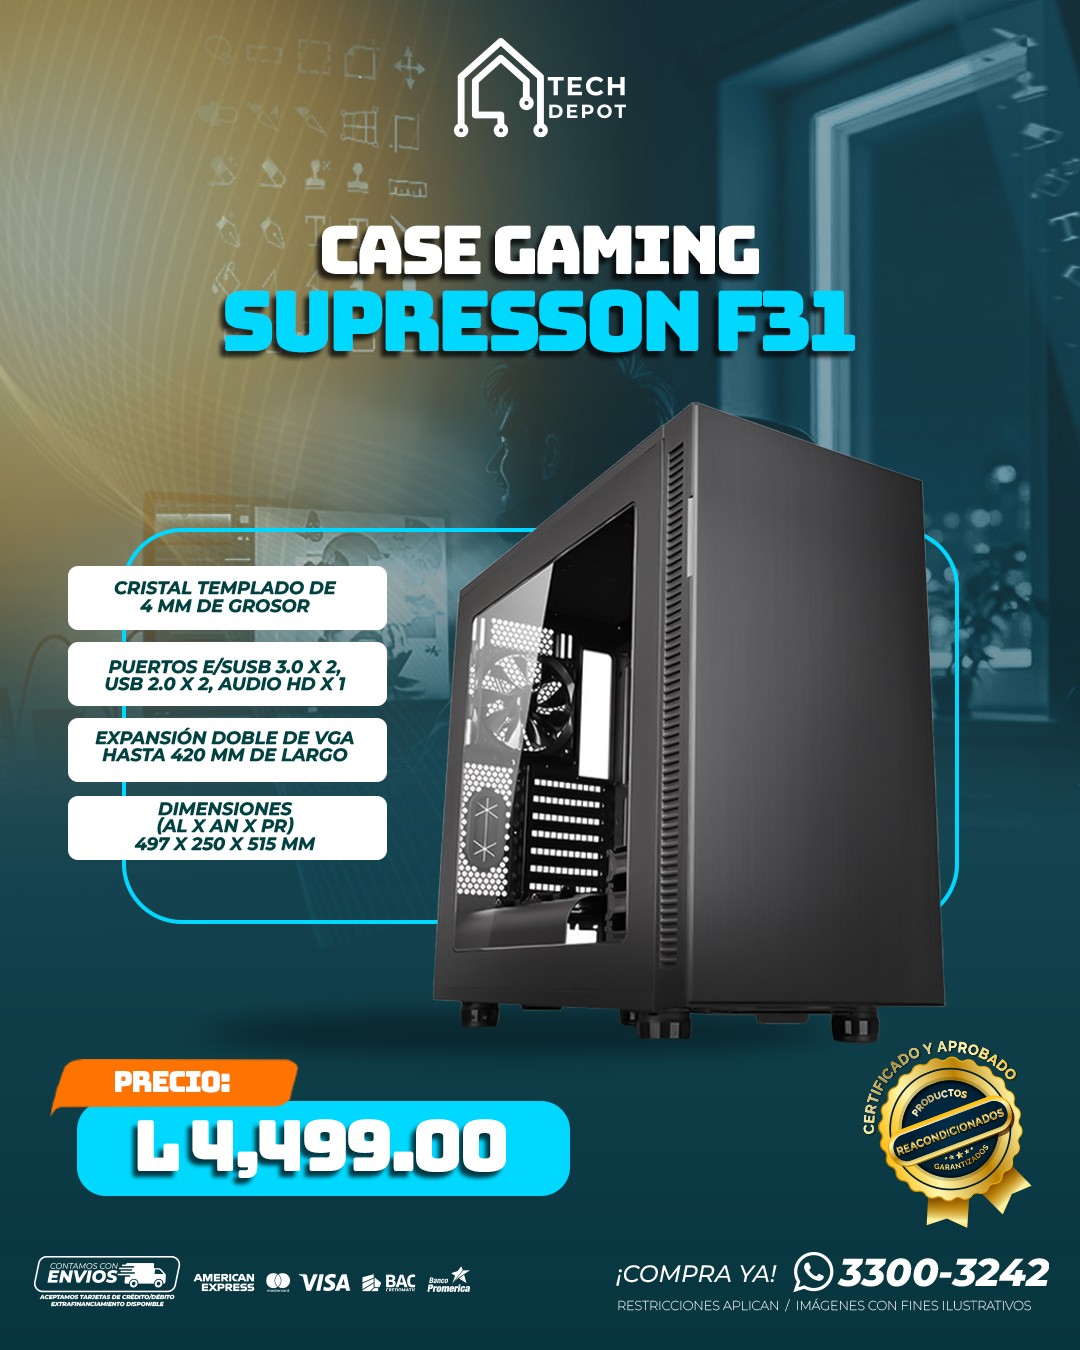 TECH
DEPOT
CASE GAMING
SUPRESSON F31
CRISTAL TEMPLADO DE
4 MM DE GROSOR
PUERTOS E/SUSB 3.0 X 2,
USB 2.0 X 2, AUDIO HD X 1
EXPANSIÓN DOBLE DE VGA
HASTA 420 MM DE LARGO
DIMENSIONES
(AL X AN X PR)
497 X 250 X 515 MM
PRECIO:
L 4,499.00
CERTIFICADO Y APROBADO
PRODUCTOS
REACONDICIONADOS
GARANTIZADOS
CONTAMOS CON
ENVIOS
ACEPTAMOS TARJETAS DE CRÉDITO/DÉBITO
EXTRAFINANCIAMIENTO DISPONIBLE
AMERICAN
EXPRESS
mastercard
VISA
BAC
CREDOMATIC
Banco
Promerica
¡COMPRA YA!
3300-3242
RESTRICCIONES APLICAN / IMÁGENES CON FINES ILUSTRATIVOS